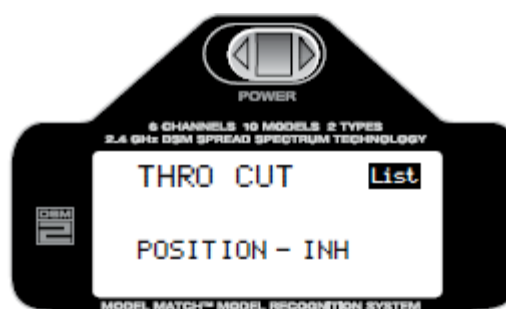 POWER
6 CHANNELS 10 MODELS 2 TYPES
2.4 GHz DSM SPREAD SPECTRUM TECHNOLOGY
THRO CUT List
DSM
2
POSITION - INH
MODEL MATCH™ MODEL RECOGNITION SYSTEM